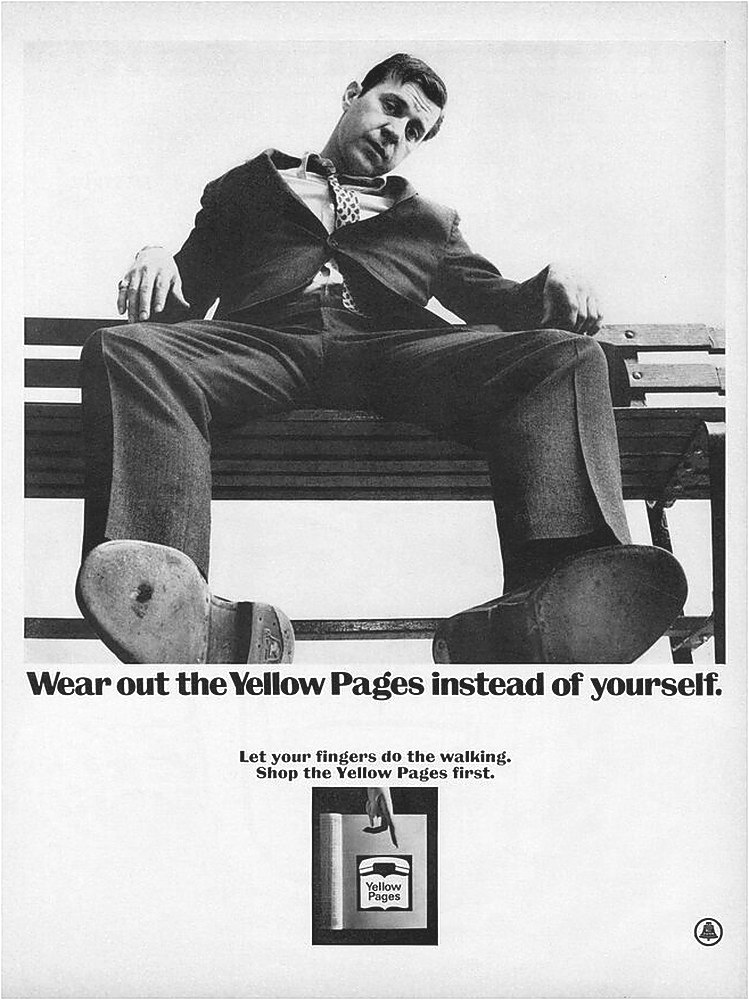 Wear out the Yellow Pages instead of yourself.
Let your fingers do the walking.
Shop the Yellow Pages first.
Yellow
Pages